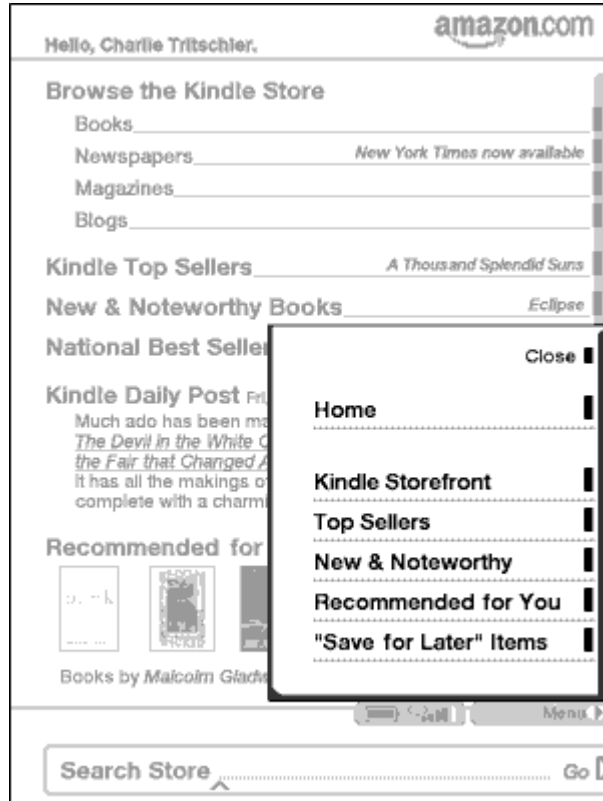 amazon.com
Hello, Charlie Tritschler.
Browse the Kindle Store
Books
Newspapers New York Times now available
Magazines
Blogs
Kindle Top Sellers A Thousand Splendid Suns
New & Noteworthy Books Eclipse
National Best Seller
Kindle Daily Post Fri,
Much ado has been ma
The Devil in the White C
the Fair that Changed A
It has all the makings o
complete with a charmi
Recommended for
Books by Malcolm Gladw
Close
Home
Kindle Storefront
Top Sellers
New & Noteworthy
Recommended for You
"Save for Later" Items
Menu
Search Store Go